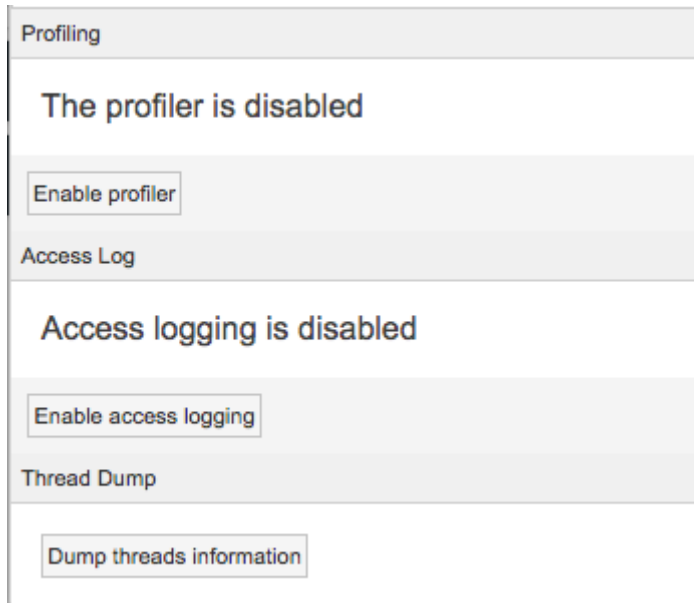 Profiling
The profiler is disabled
Enable profiler
Access Log
Access logging is disabled
Enable access logging
Thread Dump
Dump threads information